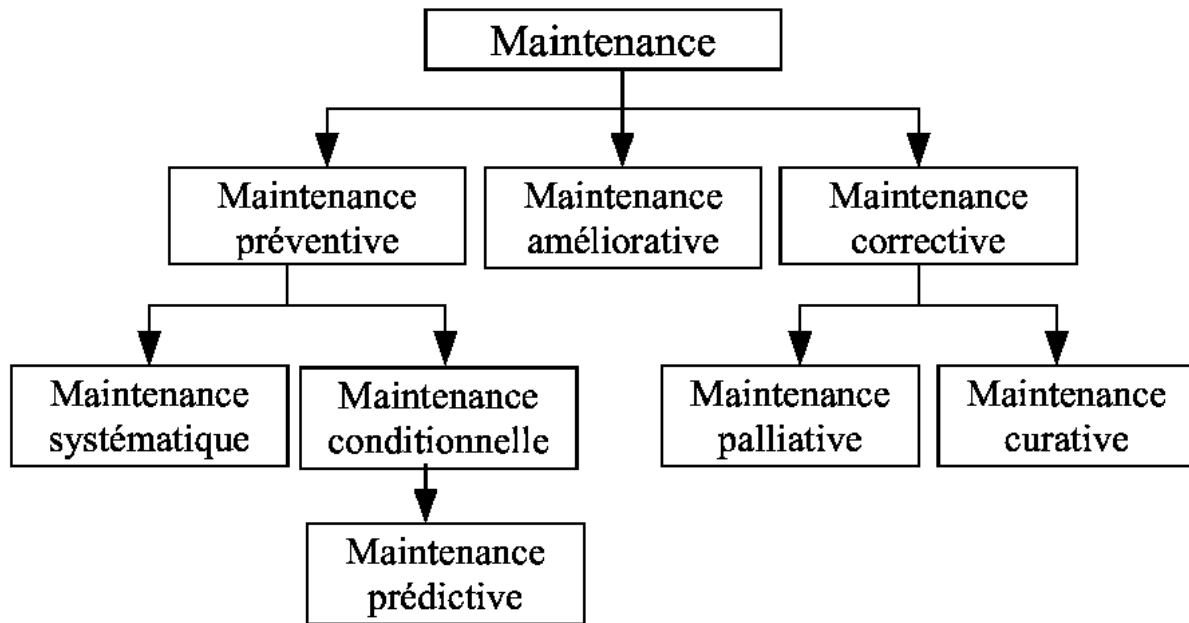 Maintenance
Maintenance
préventive
Maintenance
améliorative
Maintenance
corrective
Maintenance
systématique
Maintenance
conditionnelle
Maintenance
palliative
Maintenance
curative
Maintenance
prédictive